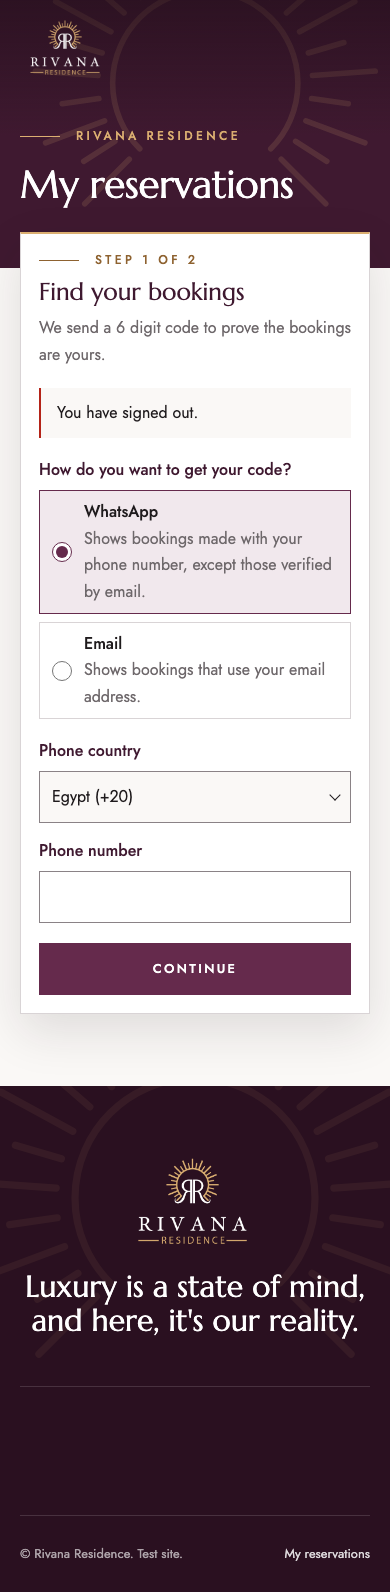 RIVANA
RESIDENCE
RIVANA RESIDENCE
My reservations
STEP 1 OF 2
Find your bookings
We send a 6 digit code to prove the bookings
are yours.
You have signed out.
How do you want to get your code?
WhatsApp
Shows bookings made with your
phone number, except those verified
by email.
Email
Shows bookings that use your email
address.
Phone country
Egypt (+20)
Phone number
CONTINUE
RIVANA
RESIDENCE
Luxury is a state of mind,
and here, it's our reality.
© Rivana Residence. Test site.
My reservations